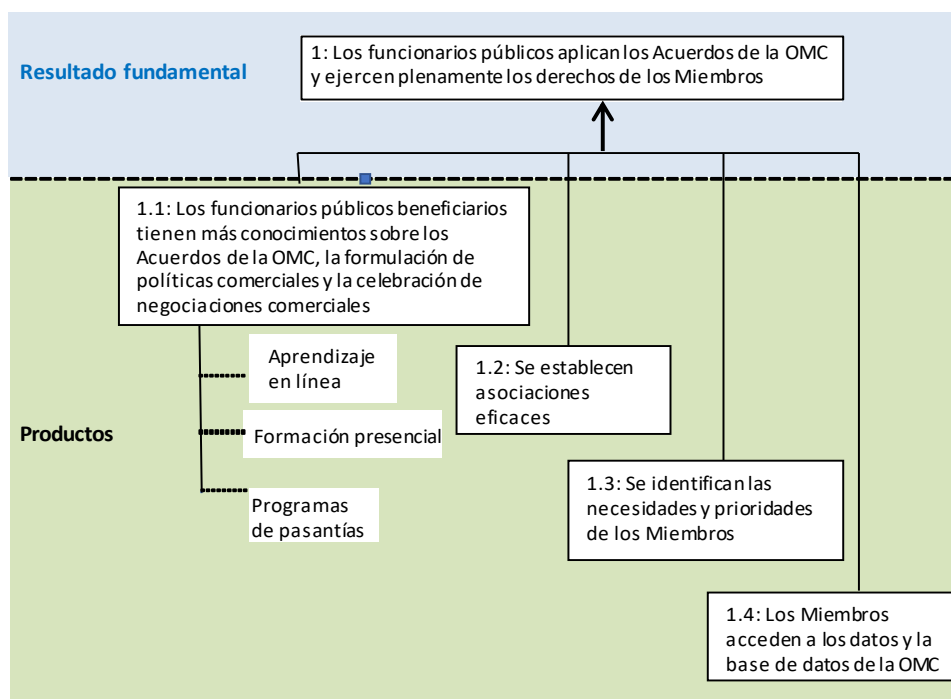 Resultado fundamental
1: Los funcionarios públicos aplican los Acuerdos de la OMC
y ejercen plenamente los derechos de los Miembros
1.1: Los funcionarios públicos beneficiarios
tienen más conocimientos sobre los
Acuerdos de la OMC, la formulación de
políticas comerciales y la celebración de
negociaciones comerciales
Aprendizaje
en línea
Formación presencial
Programas
de pasantías
Productos
1.2: Se establecen
asociaciones
eficaces
1.3: Se identifican las
necesidades y prioridades
de los Miembros
1.4: Los Miembros
acceden a los datos y la
base de datos de la OMC